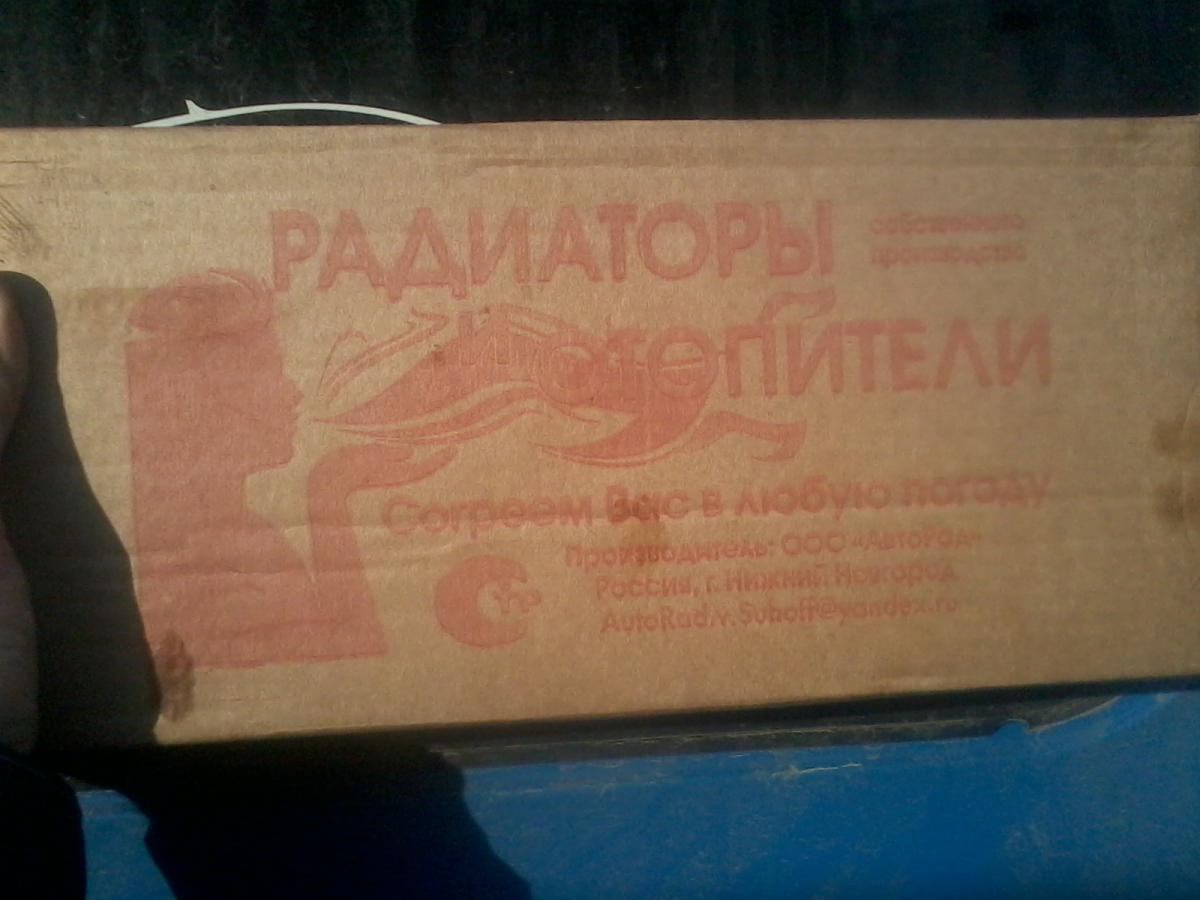 РАДИАТОРЫ
собственного
производства
и отопители
Согреем Вас в любую погоду
Производитель: ООО «АвтоРад»
Россия, г. Нижний Новгород
AutoRad.v.Suhoff@yandex.ru